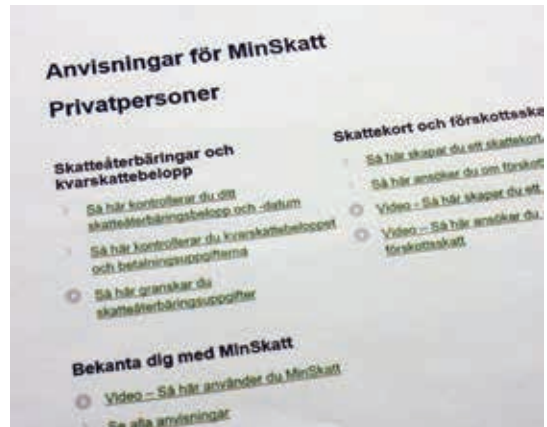 Anvisningar för MinSkatt
Privatpersoner
Skatteåterbäringar och
kvarskattebelopp
Så här kontrollerar du ditt
skatteåterbäringsbelopp och -datum
Så här kontrollerar du kvarskattebeloppet
och betalningsuppgifterna
Så här granskar du
skatteåterbäringsuppgifter
Skattekort och förskottsska
Så här skapar du ett skattekort
Så här ansöker du om förskott
Video - Så här skapar du ett
Video – Så här ansöker du
förskottsskatt
Bekanta dig med MinSkatt
Video – Så här använder du MinSkatt
Se alla anvisningar